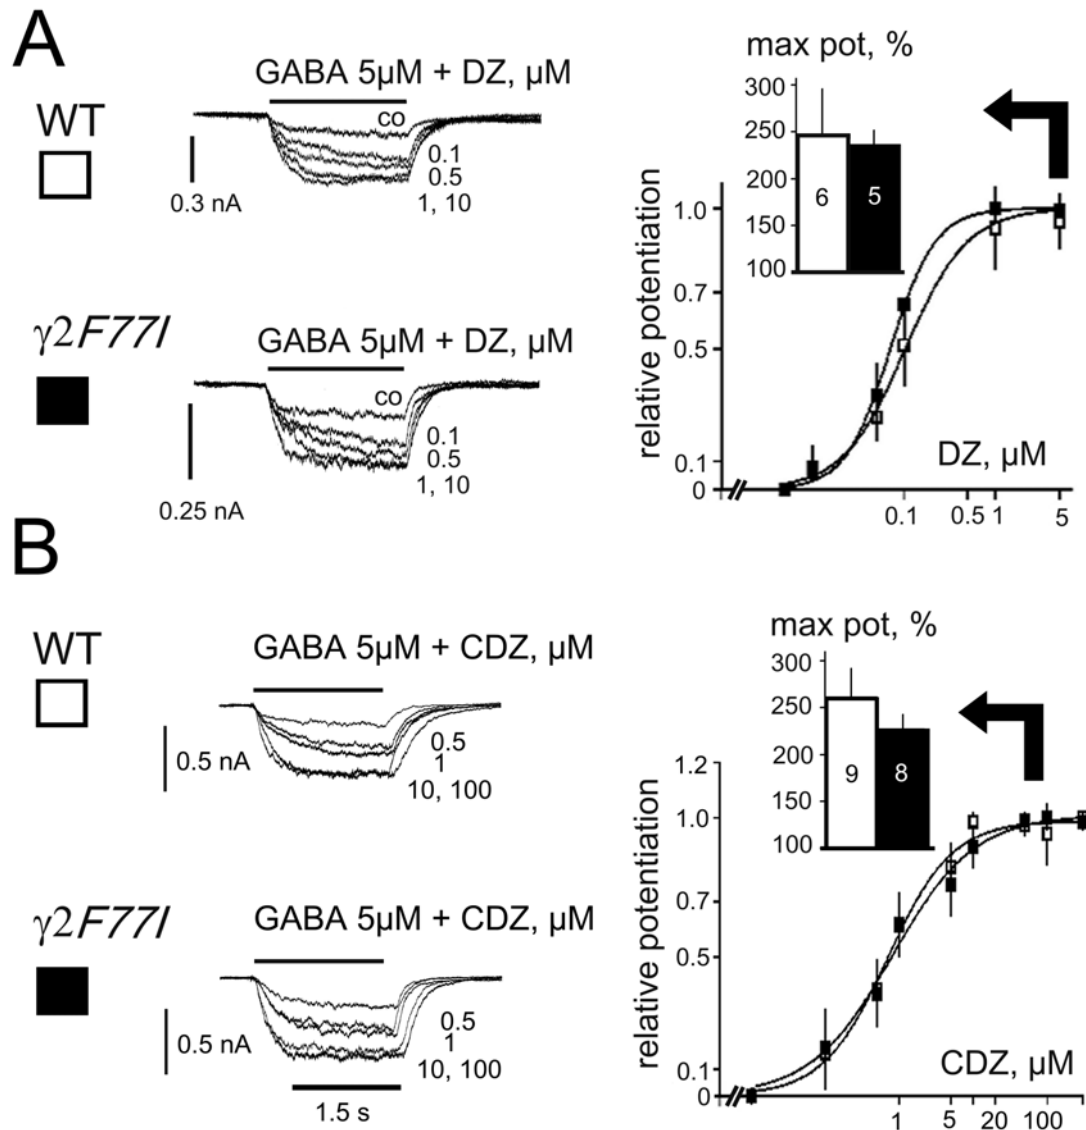 A
WT
GABA 5µM + DZ, µM
co
0.1
0.5
1, 10
0.3 nA
γ2F77I
GABA 5µM + DZ, µM
co
0.1
0.5
1, 10
0.25 nA
max pot, %
300
250
200
150
100
6
5
relative potentiation
1.0
0.7
0.5
0.1
0
DZ, µM
0.1
0.5
1
5
B
WT
GABA 5µM + CDZ, µM
0.5
1
10, 100
0.5 nA
γ2F77I
GABA 5µM + CDZ, µM
0.5
1
10, 100
0.5 nA
1.5 s
max pot, %
300
250
200
150
100
9
8
relative potentiation
1.2
1.0
0.7
0.5
0.1
0
CDZ, µM
1
5
20
100